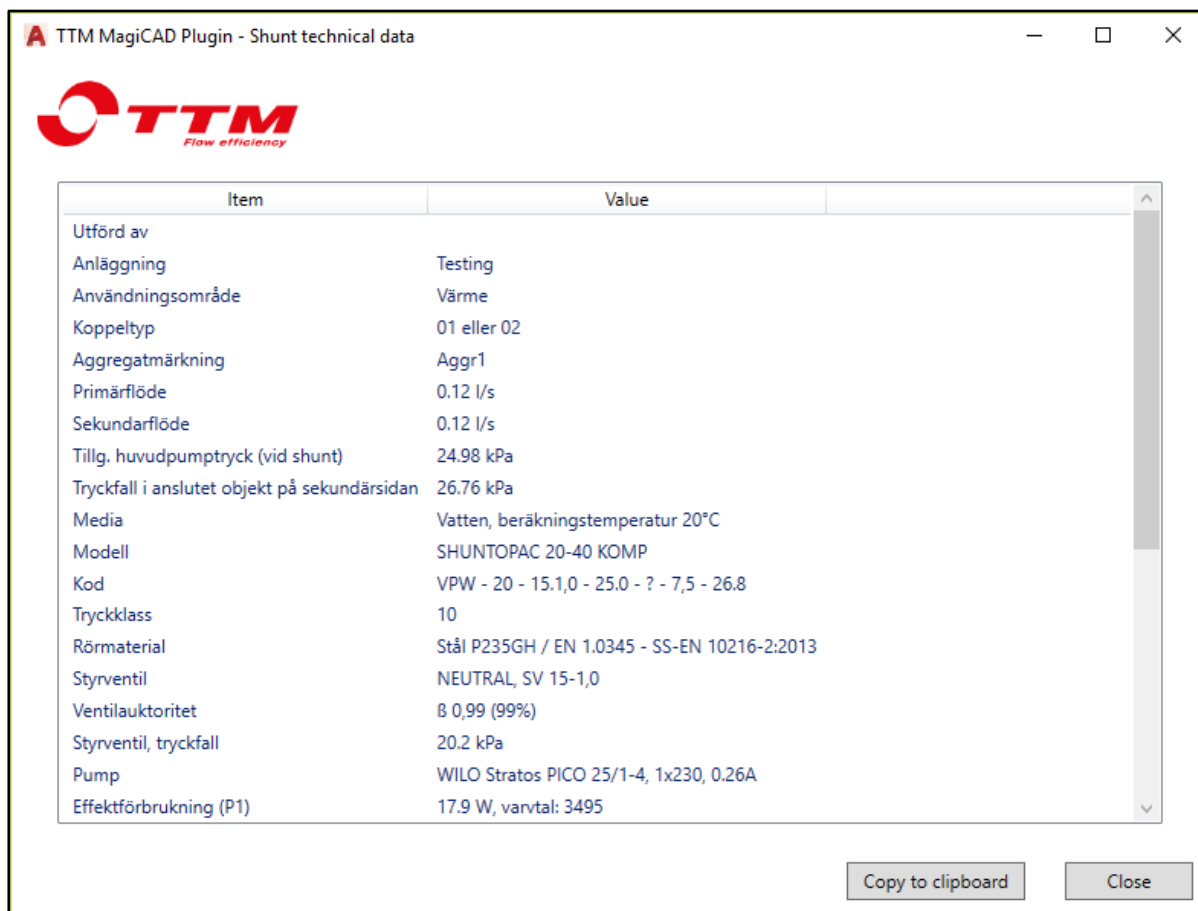 TTM MagiCAD Plugin - Shunt technical data
TTM
Flow efficiency
Item Value
Utförd av
Anläggning Testing
Användningsområde Värme
Koppeltyp 01 eller 02
Aggregatmärkning Aggr1
Primärflöde 0.12 l/s
Sekundarflöde 0.12 l/s
Tillg. huvudpumptryck (vid shunt) 24.98 kPa
Tryckfall i anslutet objekt på sekundärsidan 26.76 kPa
Media Vatten, beräkningstemperatur 20°C
Modell SHUNTOPAC 20-40 KOMP
Kod VPW - 20 - 15.1,0 - 25.0 - ? - 7,5 - 26.8
Tryckklass 10
Rörmaterial Stål P235GH / EN 1.0345 - SS-EN 10216-2:2013
Styrventil NEUTRAL, SV 15-1,0
Ventilauktoritet ß 0,99 (99%)
Styrventil, tryckfall 20.2 kPa
Pump WILO Stratos PICO 25/1-4, 1x230, 0.26A
Effektförbrukning (P1) 17.9 W, varvtal: 3495
Copy to clipboard Close